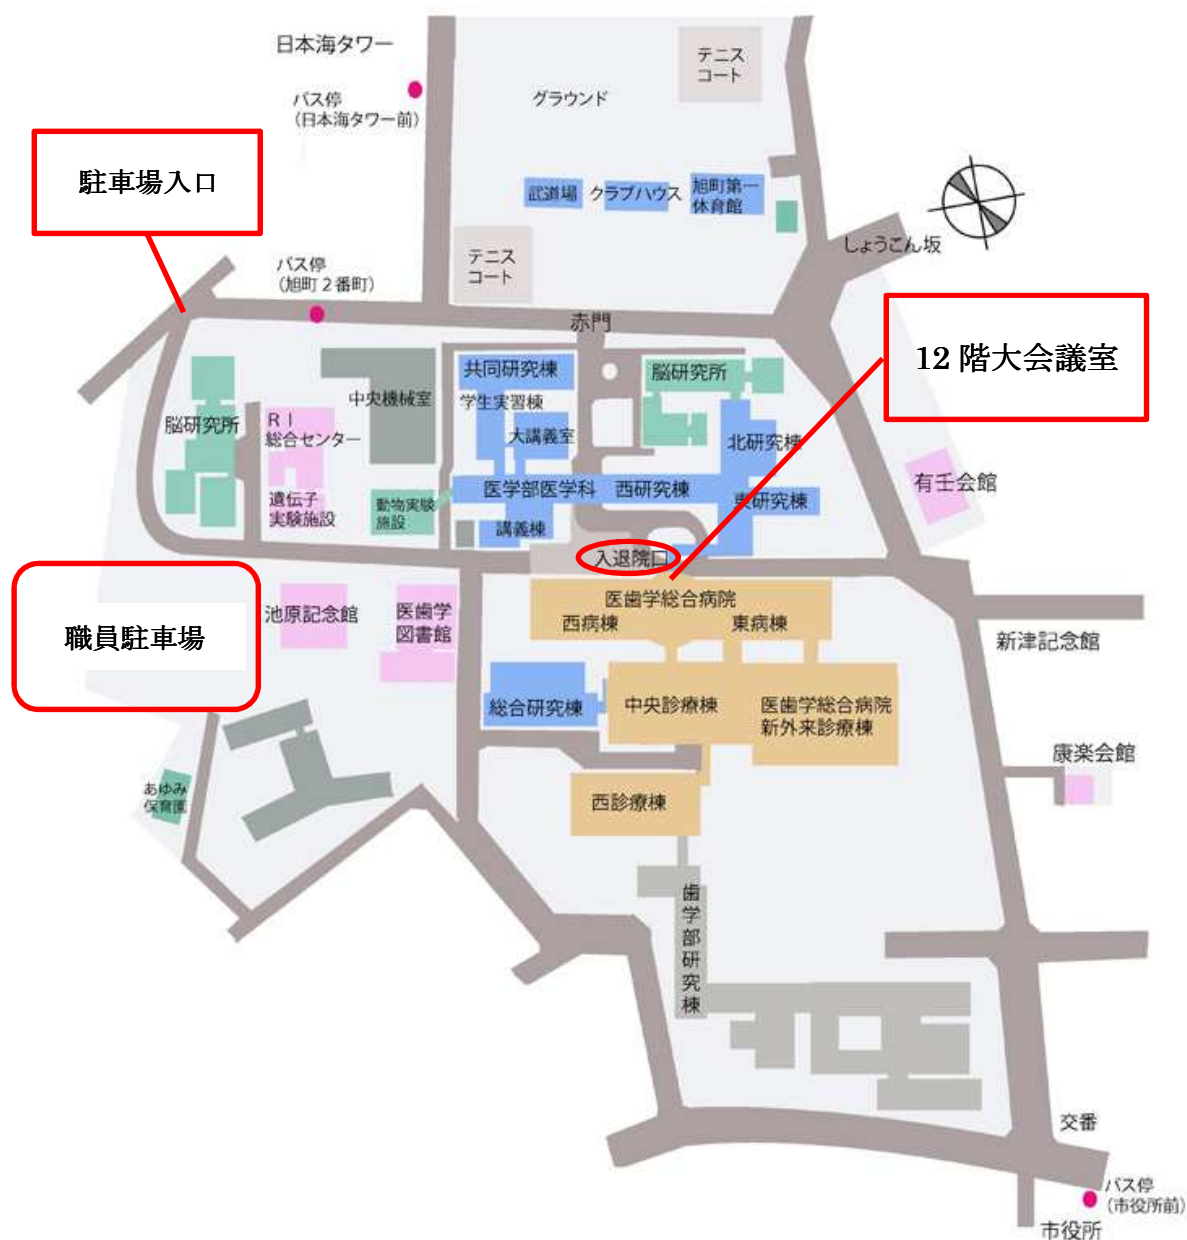 日本海タワー
バス停
(日本海タワー前)
テニス
コート
グラウンド
駐車場入口
武道場
クラブハウス
旭町第一
体育館
しょうこん坂
バス停
(旭町2番町)
テニス
コート
赤門
12階大会議室
共同研究棟
脳研究所
中央機械室
学生実習棟
脳研究所
RI
総合センター
大講義室
北研究棟
有壬会館
医学部医学科
西研究棟
遺伝子
実験施設
動物実験
施設
東研究棟
講義棟
入退院口
職員駐車場
池原記念館
医歯学
図書館
医歯学総合病院
西病棟
東病棟
新津記念館
総合研究棟
中央診療棟
医歯学総合病院
新外来診療棟
康楽会館
あゆみ
保育園
西診療棟
歯学部研究棟
交番
バス停
(市役所前)
市役所